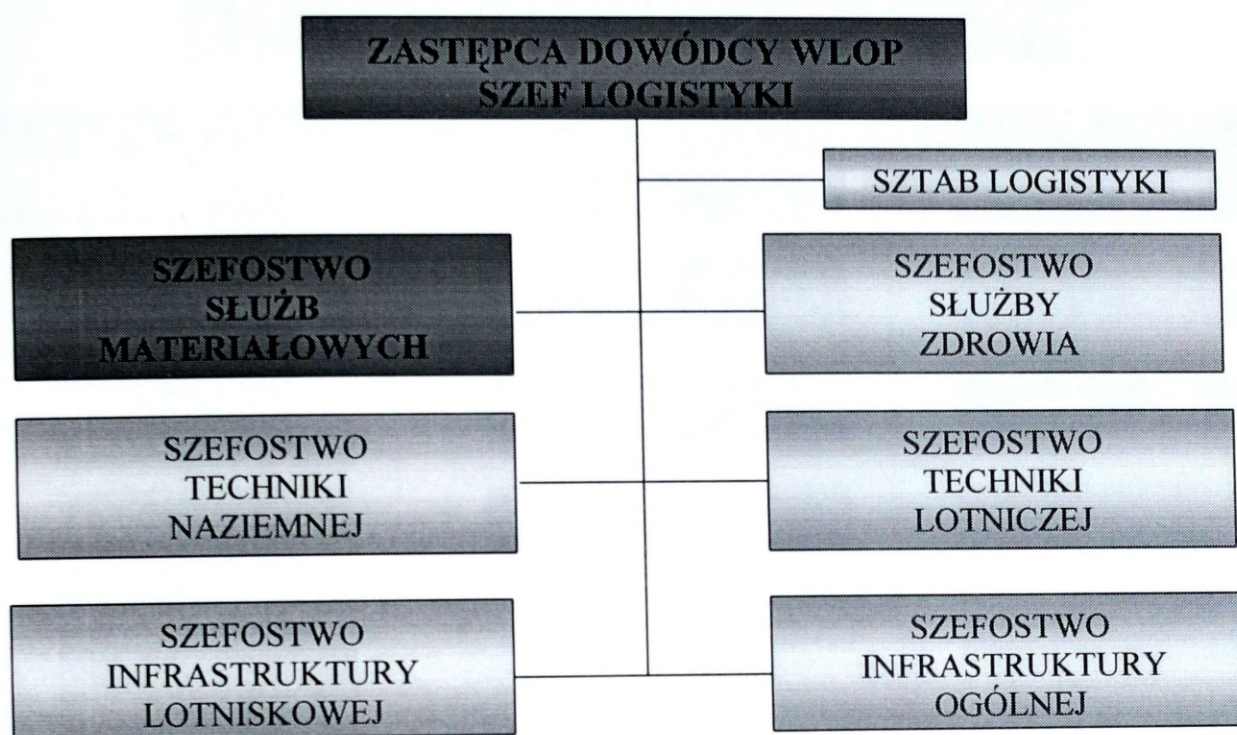 ZASTĘPCA DOWÓDCY WLOP
SZEF LOGISTYKI
SZTAB LOGISTYKI
SZEFOSTWO
SŁUŻB
MATERIAŁOWYCH
SZEFOSTWO
SŁUŻBY
ZDROWIA
SZEFOSTWO
TECHNIKI
NAZIEMNEJ
SZEFOSTWO
TECHNIKI
LOTNICZEJ
SZEFOSTWO
INFRASTRUKTURY
LOTNISKOWEJ
SZEFOSTWO
INFRASTRUKTURY
OGÓLNEJ